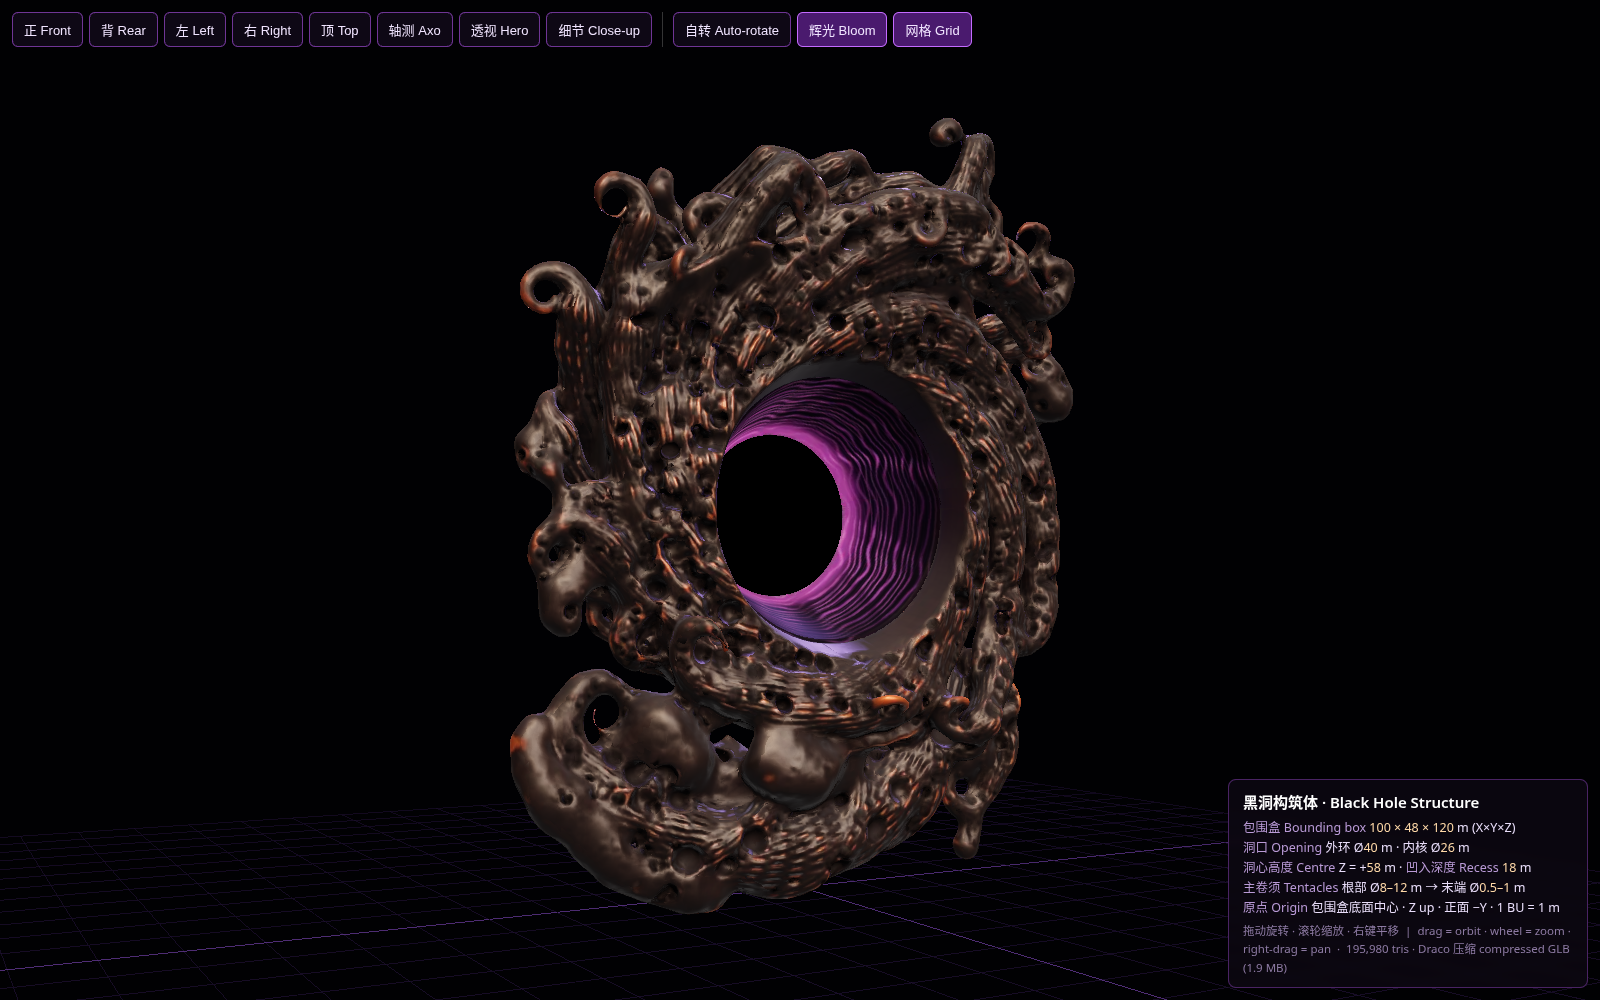 正 Front
背 Rear
左 Left
右 Right
顶 Top
轴测 Axo
透视 Hero
细节 Close-up
自转 Auto-rotate
辉光 Bloom
网格 Grid
黑洞构筑体 · Black Hole Structure
包围盒 Bounding box 100 × 48 × 120 m (X×Y×Z)
洞口 Opening 外环 Ø40 m · 内核 Ø26 m
洞心高度 Centre Z = +58 m · 凹入深度 Recess 18 m
主卷须 Tentacles 根部 Ø8–12 m → 末端 Ø0.5–1 m
原点 Origin 包围盒底面中心 · Z up · 正面 −Y · 1 BU = 1 m
拖动旋转 · 滚轮缩放 · 右键平移 | drag = orbit · wheel = zoom ·
right-drag = pan · 195,980 tris · Draco 压缩 compressed GLB
(1.9 MB)